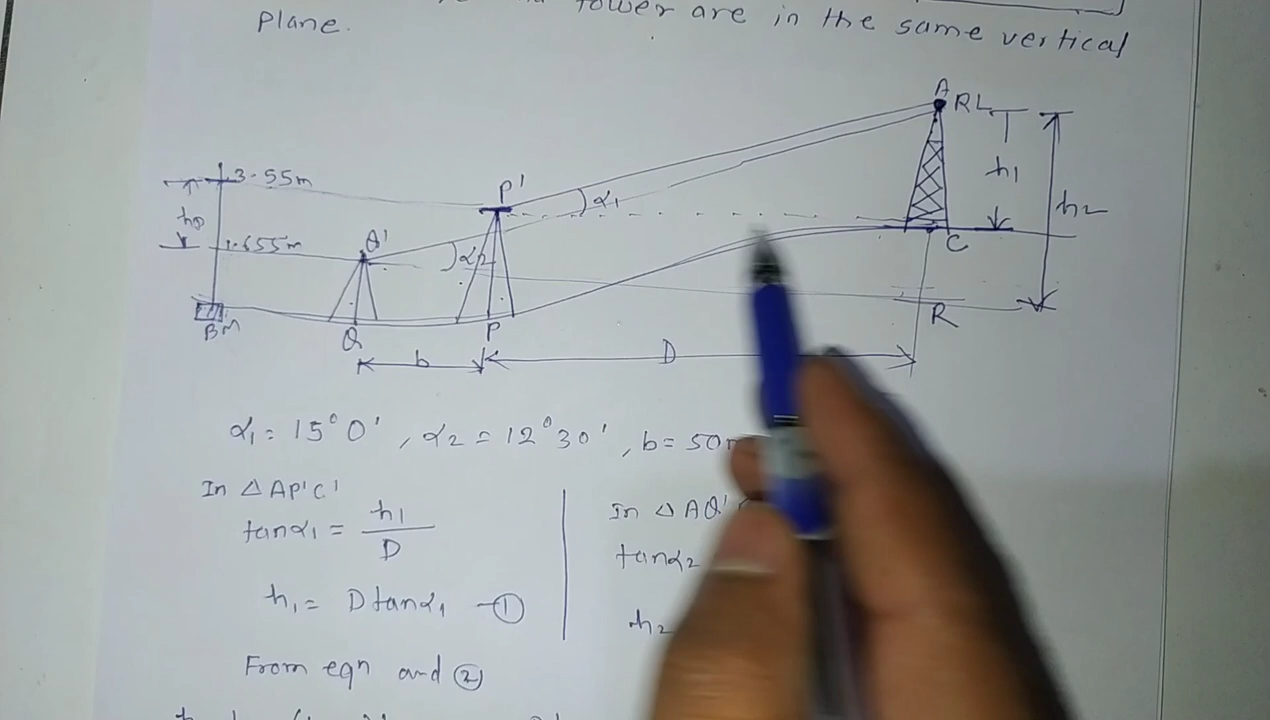 tower are in the same vertical
plane.
A RL
3.55m
P'
α1
h1
h2
h0
1.655m
Q'
α2
C
BM
Q
P
R
b
D
α1 = 15°0' , α2 = 12°30' , b = 50
In △ AP'C'
tanα1 = h1 / D
h1 = D tanα1 —①
In △ AQ'
tanα2
h2
From eqn and ②